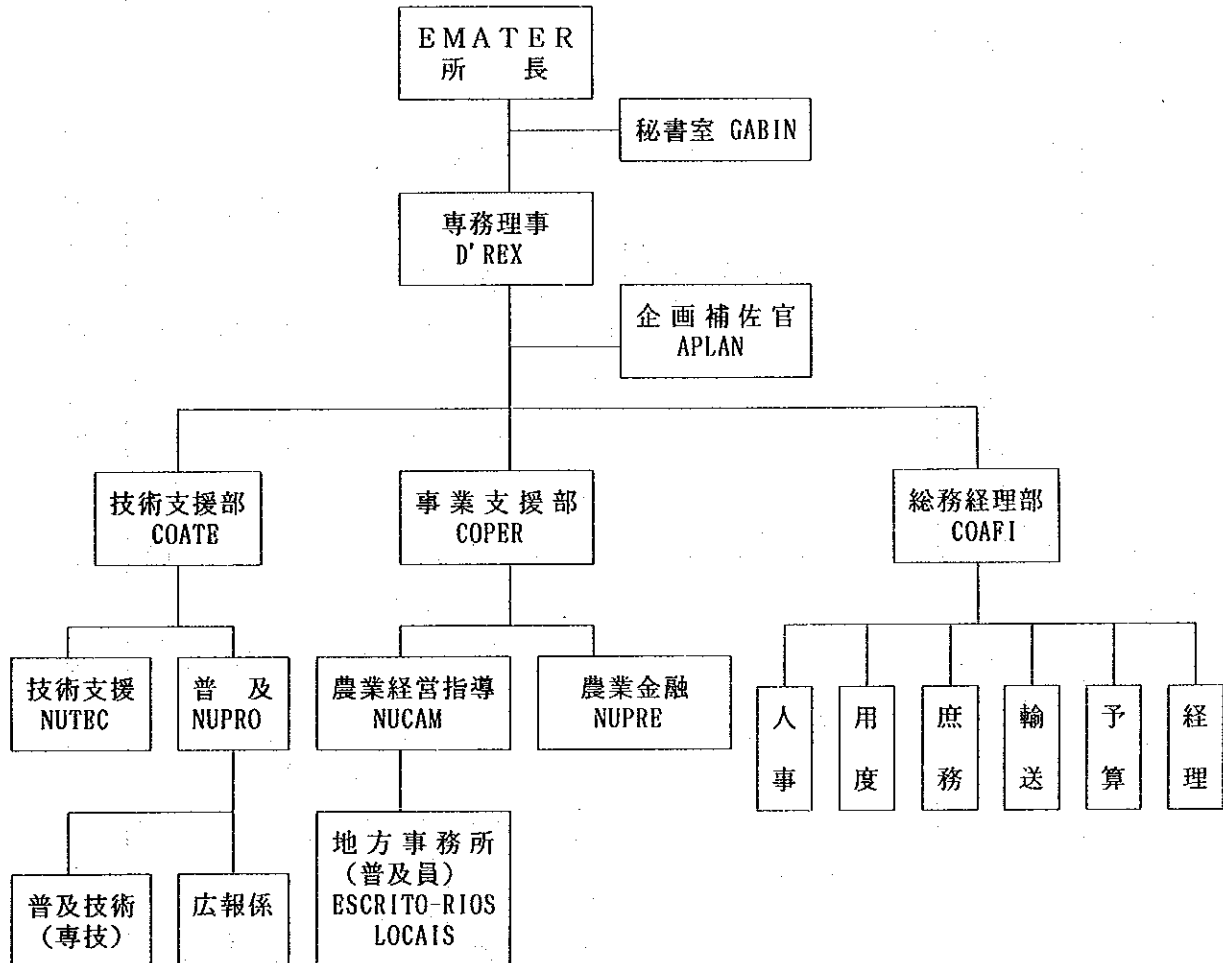 EMATER
所 長
秘書室 GABIN
専務理事
D'REX
企画補佐官
APLAN
技術支援部
COATE
事業支援部
COPER
総務経理部
COAFI
技術支援
NUTEC
普 及
NUPRO
農業経営指導
NUCAM
農業金融
NUPRE
人事
用度
庶務
輸送
予算
経理
普及技術
(専技)
広報係
地方事務所
(普及員)
ESCRITO-RIOS
LOCAIS